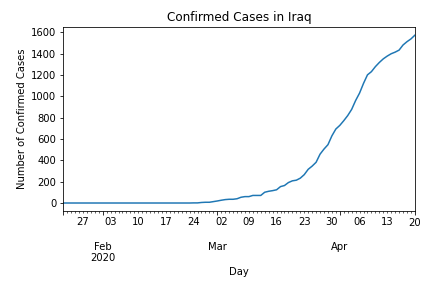 Confirmed Cases in Iraq
Number of Confirmed Cases
1600
1400
1200
1000
800
600
400
200
0
27 03 10 17 24 02 09 16 23 30 06 13 20
Feb Mar Apr
2020
Day